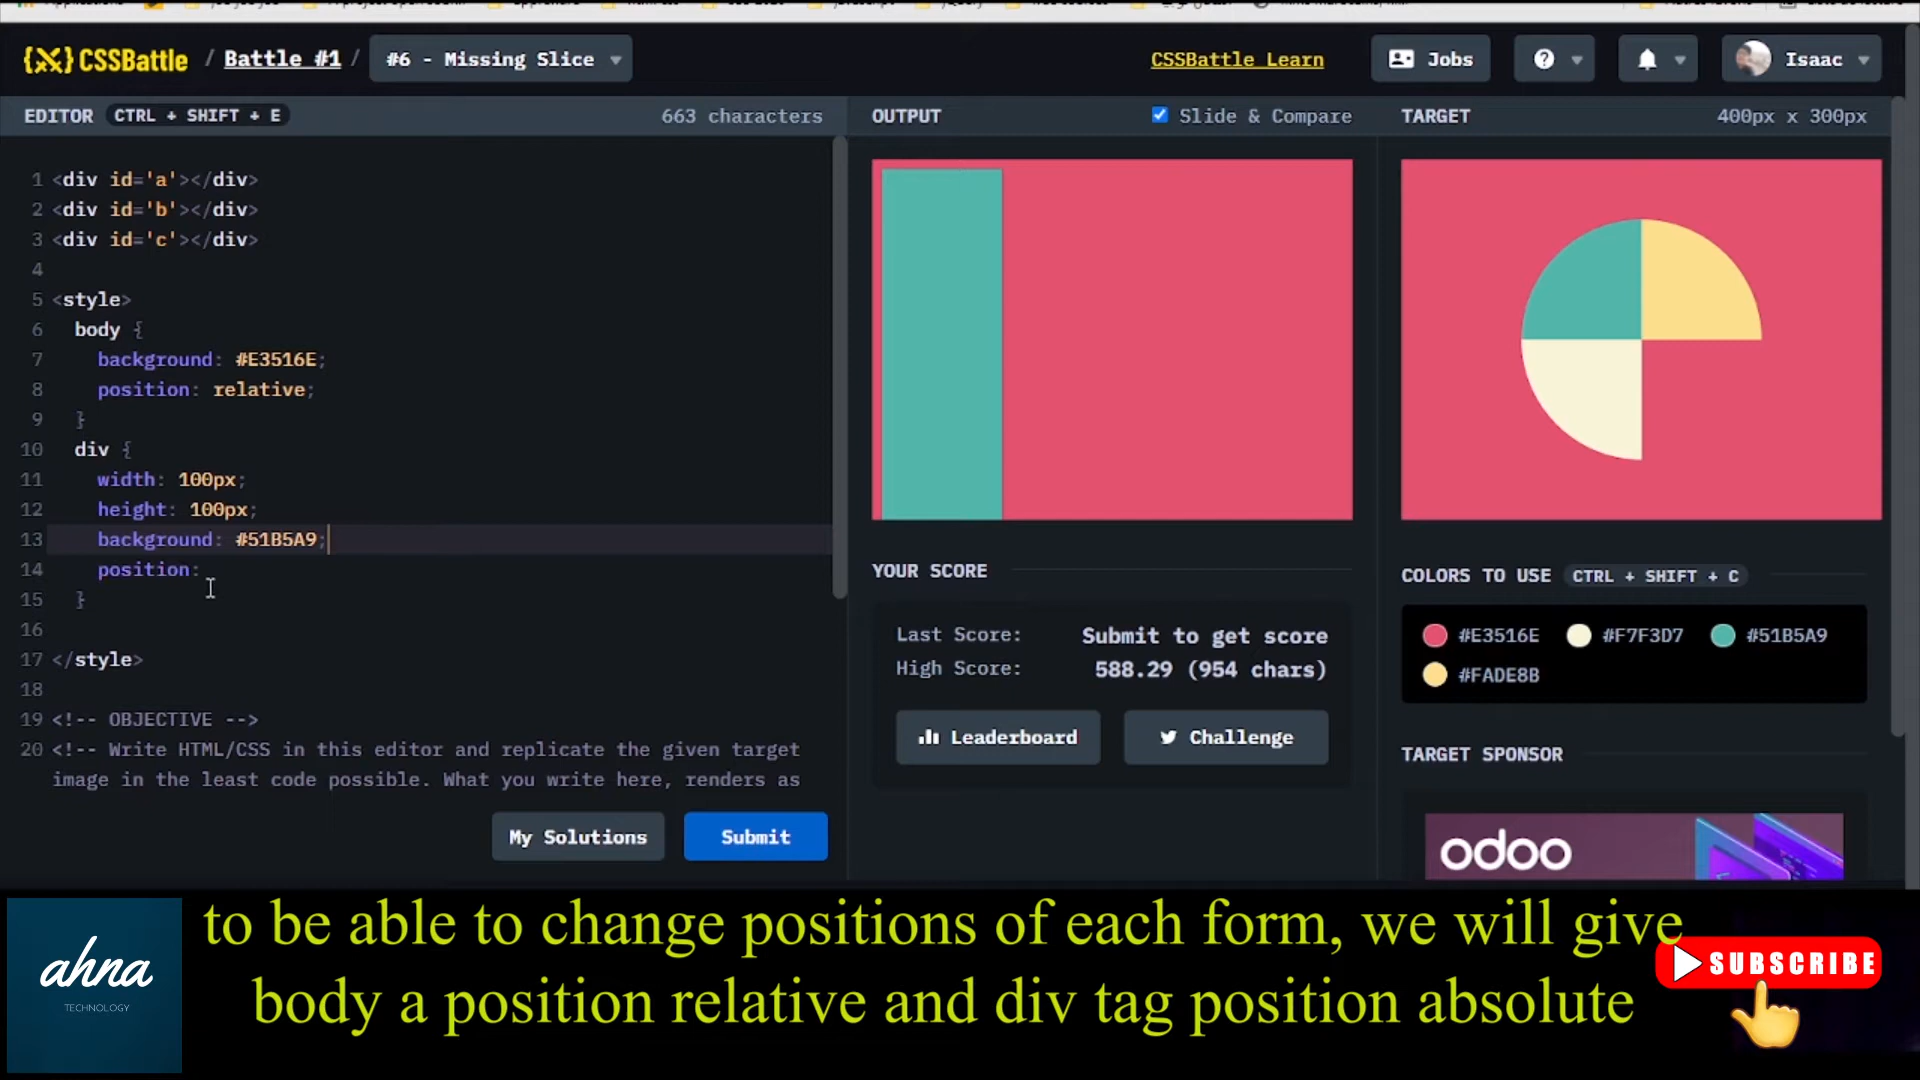 {X} CSSBattle / Battle #1 / #6 - Missing Slice
CSSBattle Learn
Jobs
Isaac
EDITOR CTRL + SHIFT + E 663 characters
OUTPUT Slide & Compare
TARGET 400px x 300px
1 <div id='a'></div>
2 <div id='b'></div>
3 <div id='c'></div>
4
5 <style>
6 body {
7 background: #E3516E;
8 position: relative;
9 }
10 div {
11 width: 100px;
12 height: 100px;
13 background: #51B5A9;
14 position:
15 }
16
17 </style>
18
19 <!-- OBJECTIVE -->
20 <!-- Write HTML/CSS in this editor and replicate the given target
image in the least code possible. What you write here, renders as
My Solutions
Submit
YOUR SCORE
Last Score: Submit to get score
High Score: 588.29 (954 chars)
Leaderboard
Challenge
COLORS TO USE CTRL + SHIFT + C
#E3516E #F7F3D7 #51B5A9
#FADE8B
TARGET SPONSOR
odoo
ahna
TECHNOLOGY
to be able to change positions of each form, we will give
body a position relative and div tag position absolute
SUBSCRIBE